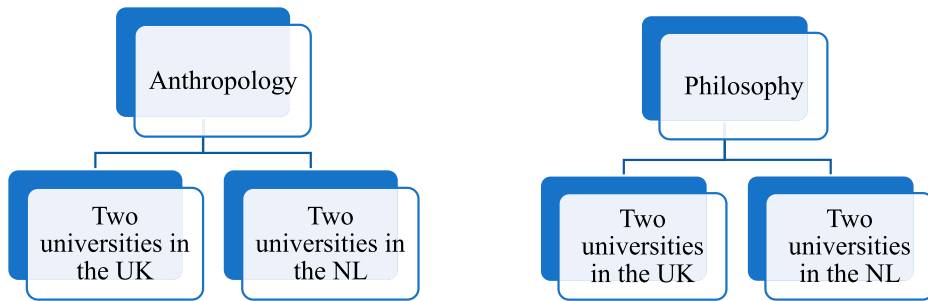 Anthropology
Philosophy
Two
universities in
the UK
Two
universities in
the NL
Two
universities
in the UK
Two
universities
in the NL